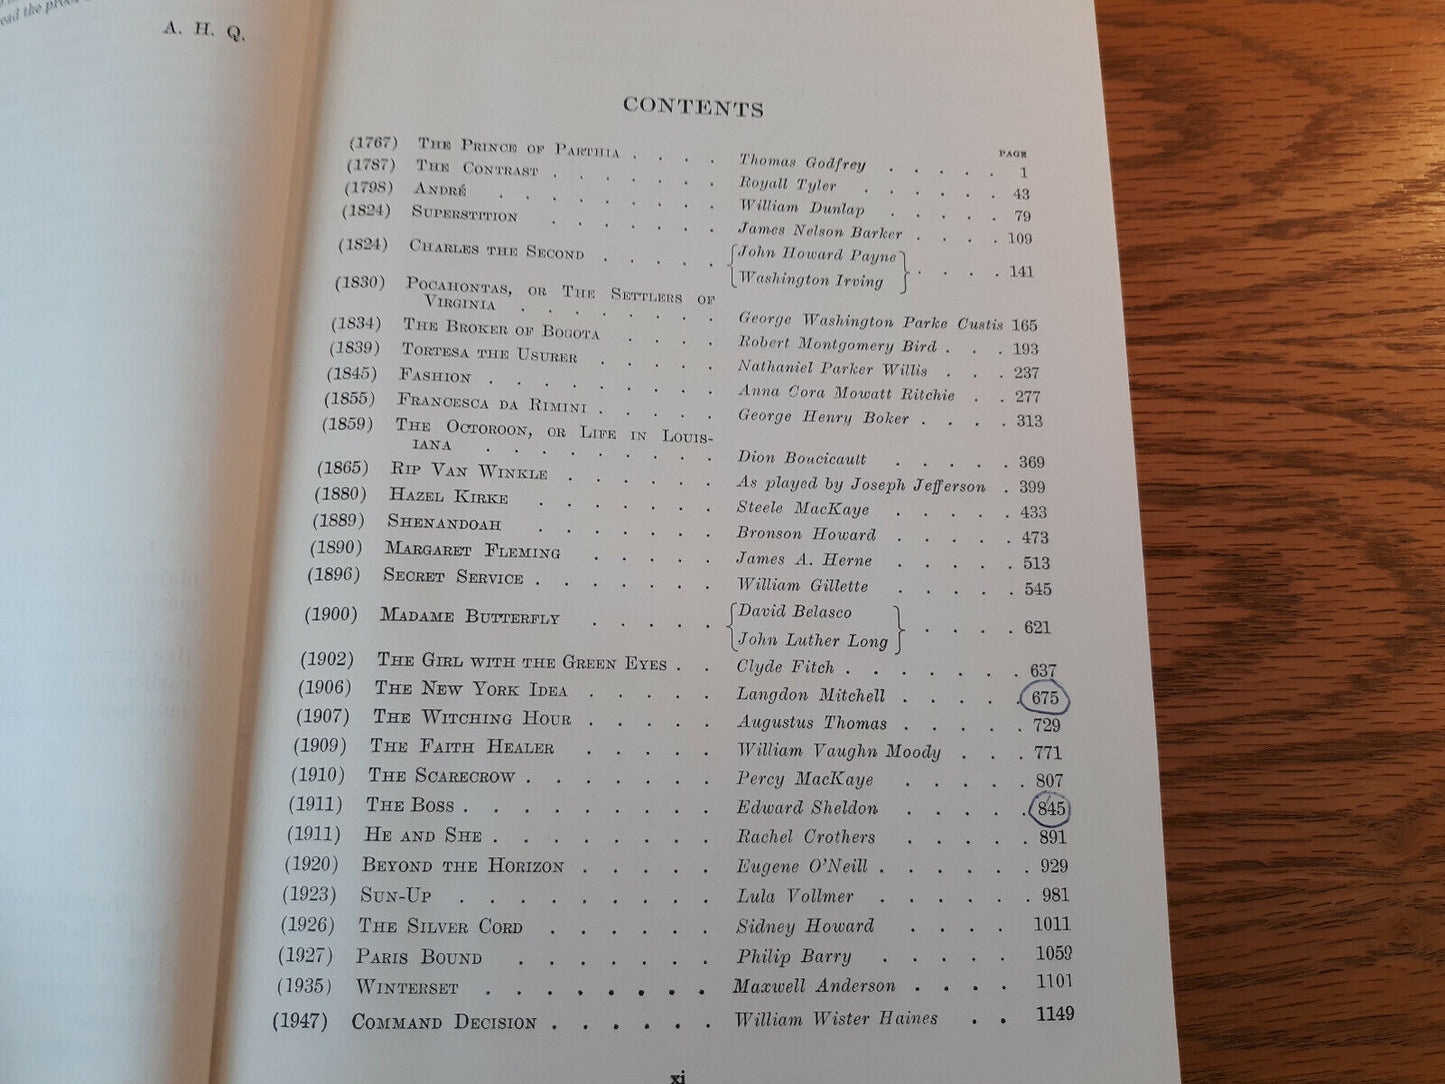 read the proof
A. H. Q.
CONTENTS
PAGE
(1767) THE PRINCE OF PARTHIA . . . . Thomas Godfrey . . . . . 1
(1787) THE CONTRAST . . . . . . . Royall Tyler . . . . . . 43
(1798) ANDRÉ . . . . . . . . . William Dunlap . . . . . 79
(1824) SUPERSTITION . . . . . . . James Nelson Barker . . . . 109
(1824) CHARLES THE SECOND . . . . . {John Howard Payne
Washington Irving} . . . . 141
(1830) POCAHONTAS, OR THE SETTLERS OF
VIRGINIA . . . . . . . . George Washington Parke Custis 165
(1834) THE BROKER OF BOGOTA . . . . Robert Montgomery Bird . . . 193
(1839) TORTESA THE USURER . . . . . Nathaniel Parker Willis . . . 237
(1845) FASHION . . . . . . . . . Anna Cora Mowatt Ritchie . . 277
(1855) FRANCESCA DA RIMINI . . . . . George Henry Boker . . . . 313
(1859) THE OCTOROON, OR LIFE IN LOUIS-
IANA . . . . . . . . . Dion Boucicault . . . . . 369
(1865) RIP VAN WINKLE . . . . . . As played by Joseph Jefferson . 399
(1880) HAZEL KIRKE . . . . . . . Steele MacKaye . . . . . 433
(1889) SHENANDOAH . . . . . . . Bronson Howard . . . . . 473
(1890) MARGARET FLEMING . . . . . James A. Herne . . . . . 513
(1896) SECRET SERVICE . . . . . . . William Gillette . . . . . 545
(1900) MADAME BUTTERFLY . . . . . {David Belasco
John Luther Long} . . . . 621
(1902) THE GIRL WITH THE GREEN EYES . . Clyde Fitch . . . . . . . 637
(1906) THE NEW YORK IDEA . . . . . Langdon Mitchell . . . . . 675
(1907) THE WITCHING HOUR . . . . . Augustus Thomas . . . . . 729
(1909) THE FAITH HEALER . . . . . William Vaughn Moody . . . 771
(1910) THE SCARECROW . . . . . . . Percy MacKaye . . . . . 807
(1911) THE BOSS . . . . . . . . . Edward Sheldon . . . . . 845
(1911) HE AND SHE . . . . . . . . Rachel Crothers . . . . . 891
(1920) BEYOND THE HORIZON . . . . . Eugene O'Neill . . . . . . 929
(1923) SUN-UP . . . . . . . . . Lula Vollmer . . . . . . 981
(1926) THE SILVER CORD . . . . . . Sidney Howard . . . . 1011
(1927) PARIS BOUND . . . . . . . Philip Barry . . . . . 1059
(1935) WINTERSET . . . . . . . . Maxwell Anderson . . . . 1101
(1947) COMMAND DECISION . . . . . . William Wister Haines . . 1149
xi